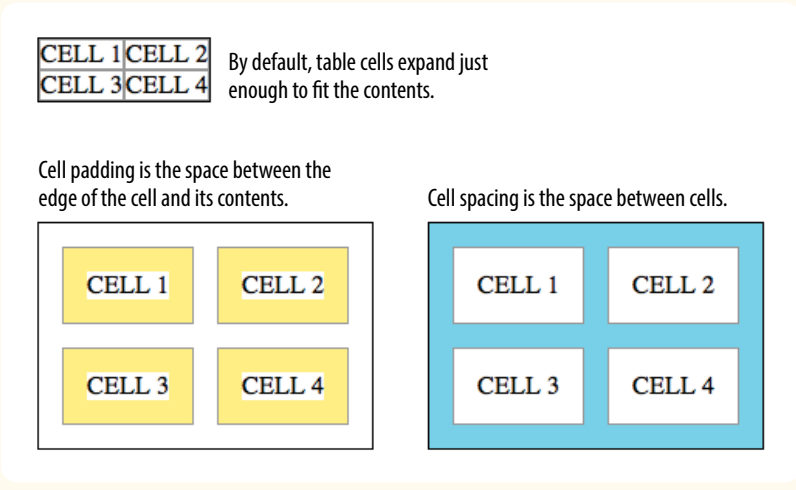 CELL 1 CELL 2
CELL 3 CELL 4
By default, table cells expand just
enough to fit the contents.
Cell padding is the space between the
edge of the cell and its contents.
CELL 1 CELL 2
CELL 3 CELL 4
Cell spacing is the space between cells.
CELL 1 CELL 2
CELL 3 CELL 4